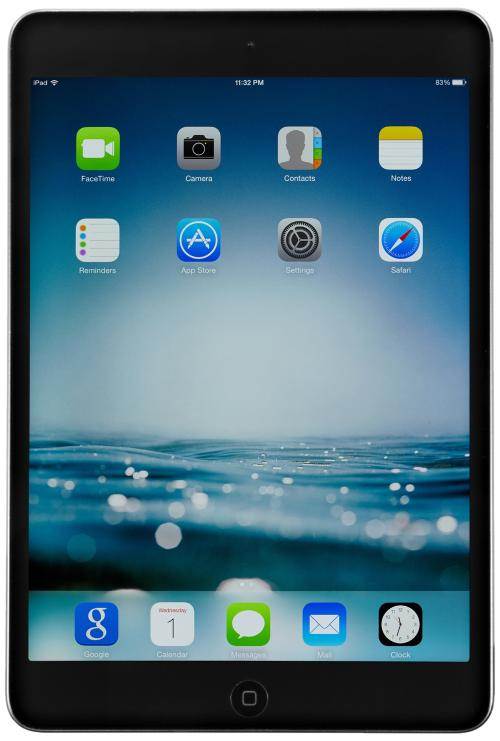 iPad 11:32 PM 83%
FaceTime Camera Contacts Notes
Reminders App Store Settings Safari
Wednesday
g 1
Google Calendar Messages Mail Clock